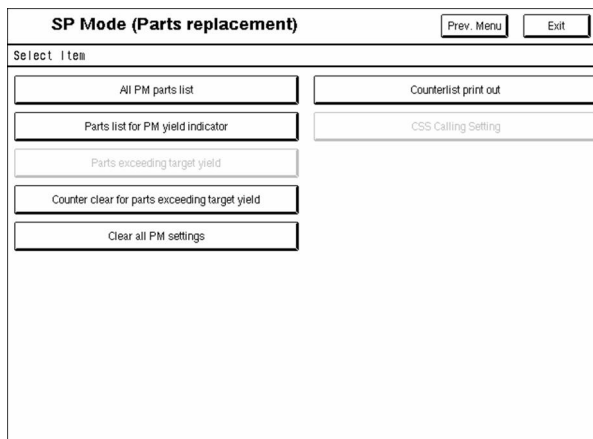 SP Mode (Parts replacement)
Prev. Menu
Exit
Select Item
All PM parts list
Counterlist print out
Parts list for PM yield indicator
CSS Calling Setting
Parts exceeding target yield
Counter clear for parts exceeding target yield
Clear all PM settings